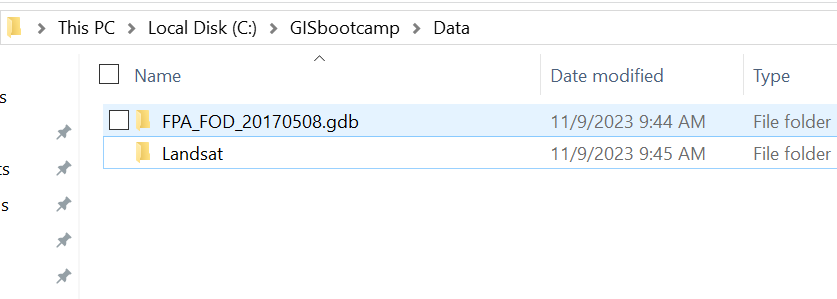 This PC > Local Disk (C:) > GISbootcamp > Data
Name Date modified Type
s
FPA_FOD_20170508.gdb 11/9/2023 9:44 AM File folder
Landsat 11/9/2023 9:45 AM File folder
ts
s